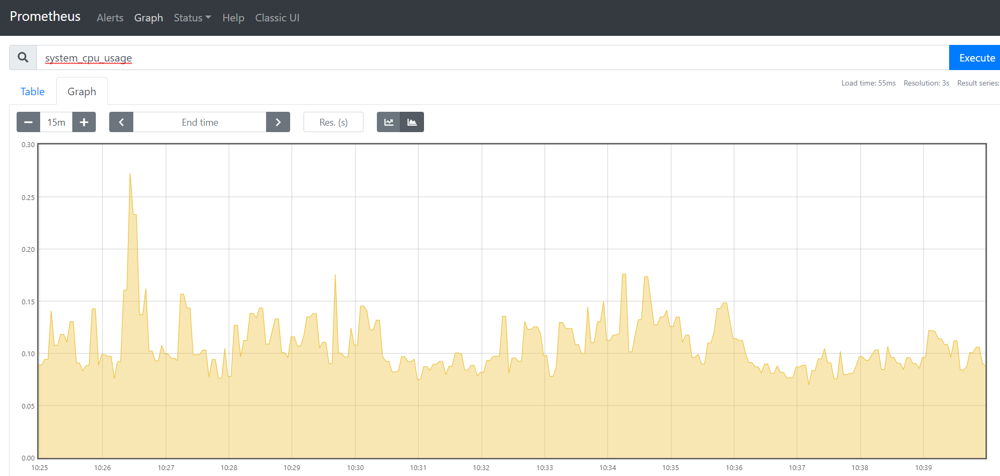 Prometheus Alerts Graph Status Help Classic UI
system_cpu_usage Execute
Load time: 55ms Resolution: 3s Result series:
Table Graph
15m End time Res. (s)
0.30
0.25
0.20
0.15
0.10
0.05
0.00
10:25 10:26 10:27 10:28 10:29 10:30 10:31 10:32 10:33 10:34 10:35 10:36 10:37 10:38 10:39